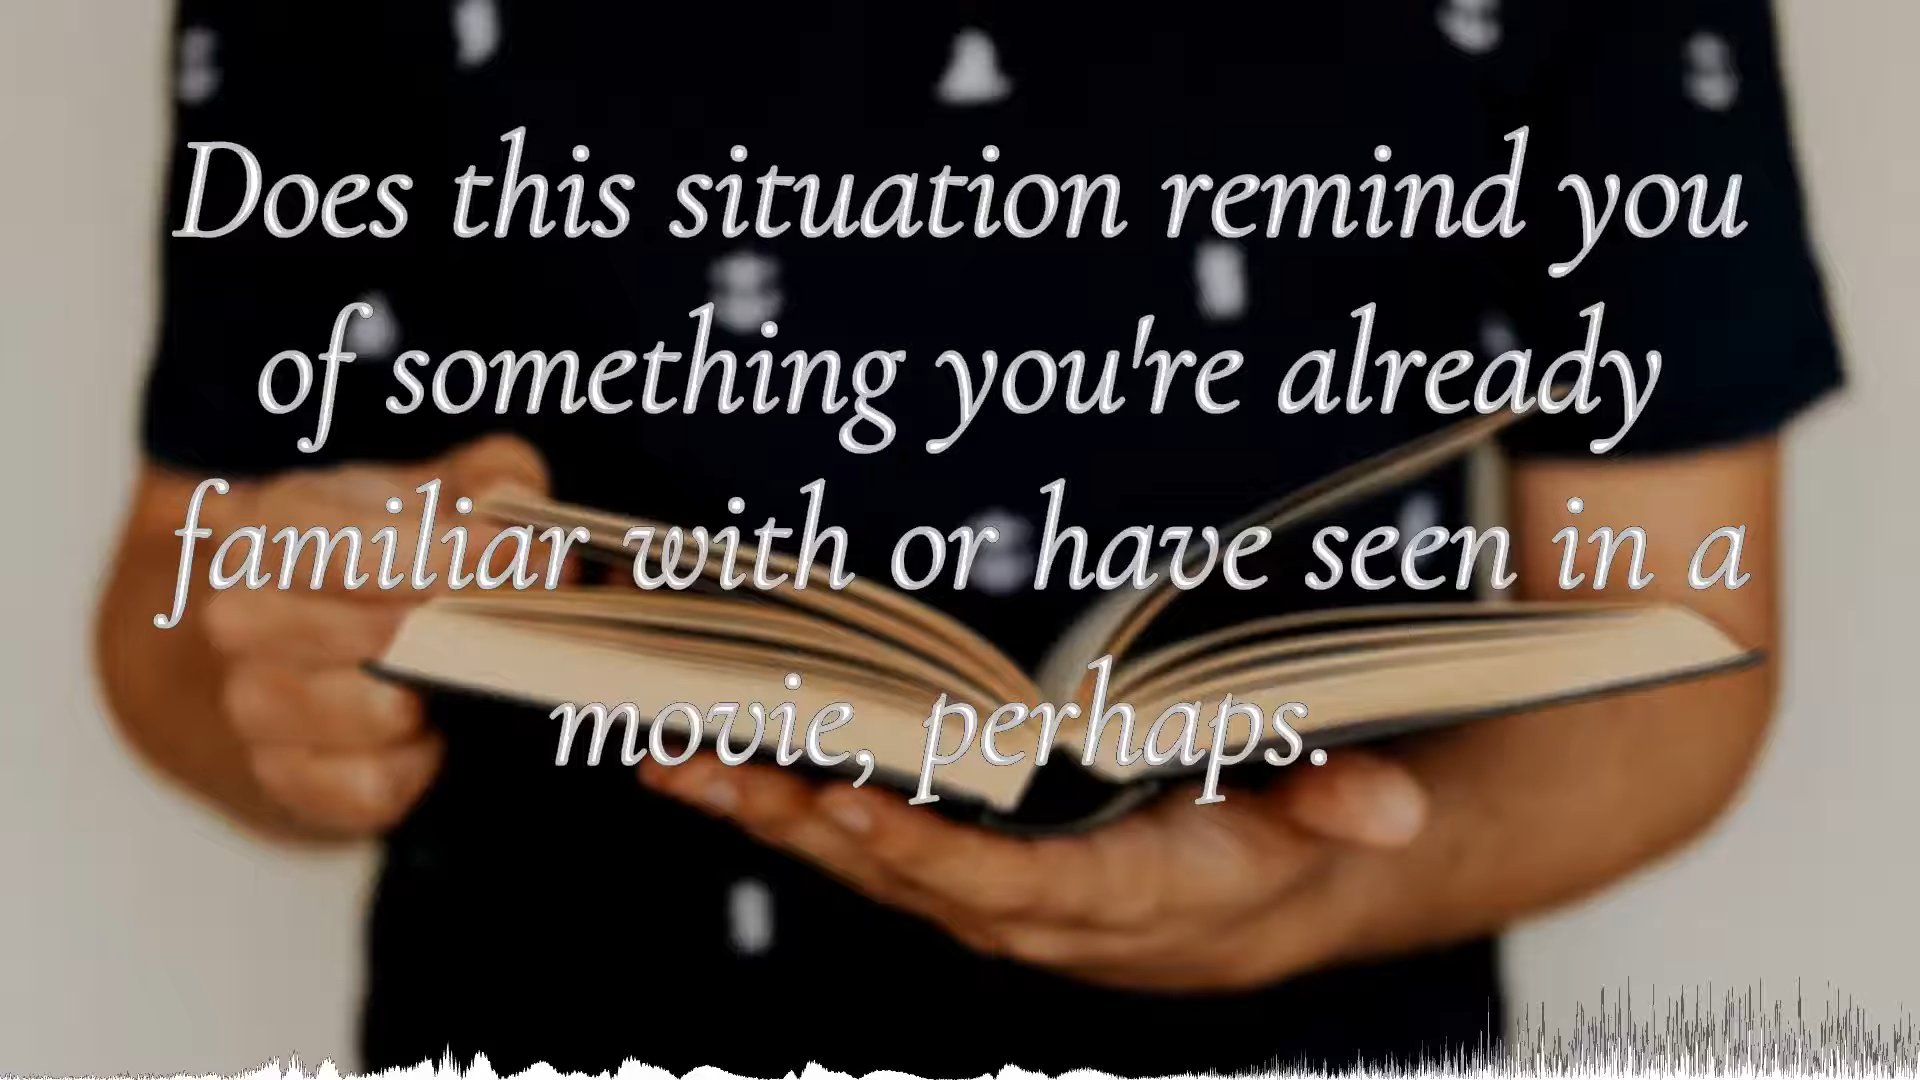 Does this situation remind you
of something you're already
familiar with or have seen in a
movie, perhaps.